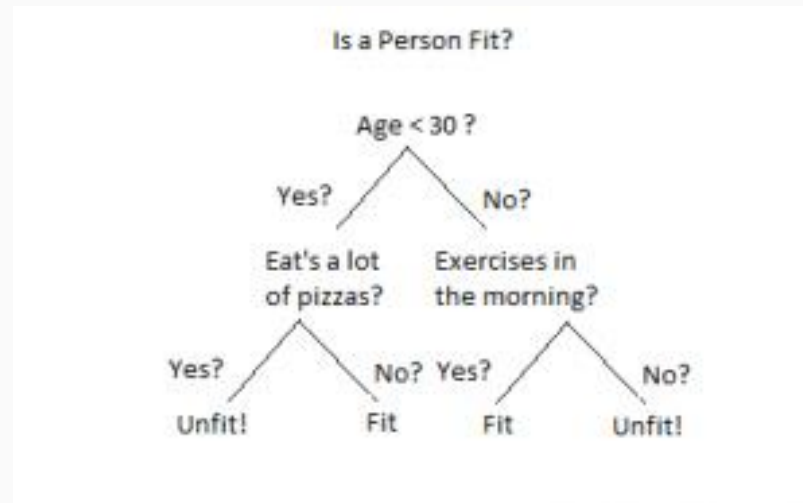 Is a Person Fit?
Age < 30 ?
Yes?
No?
Eat's a lot
of pizzas?
Exercises in
the morning?
Yes?
No?
Yes?
No?
Unfit!
Fit
Fit
Unfit!